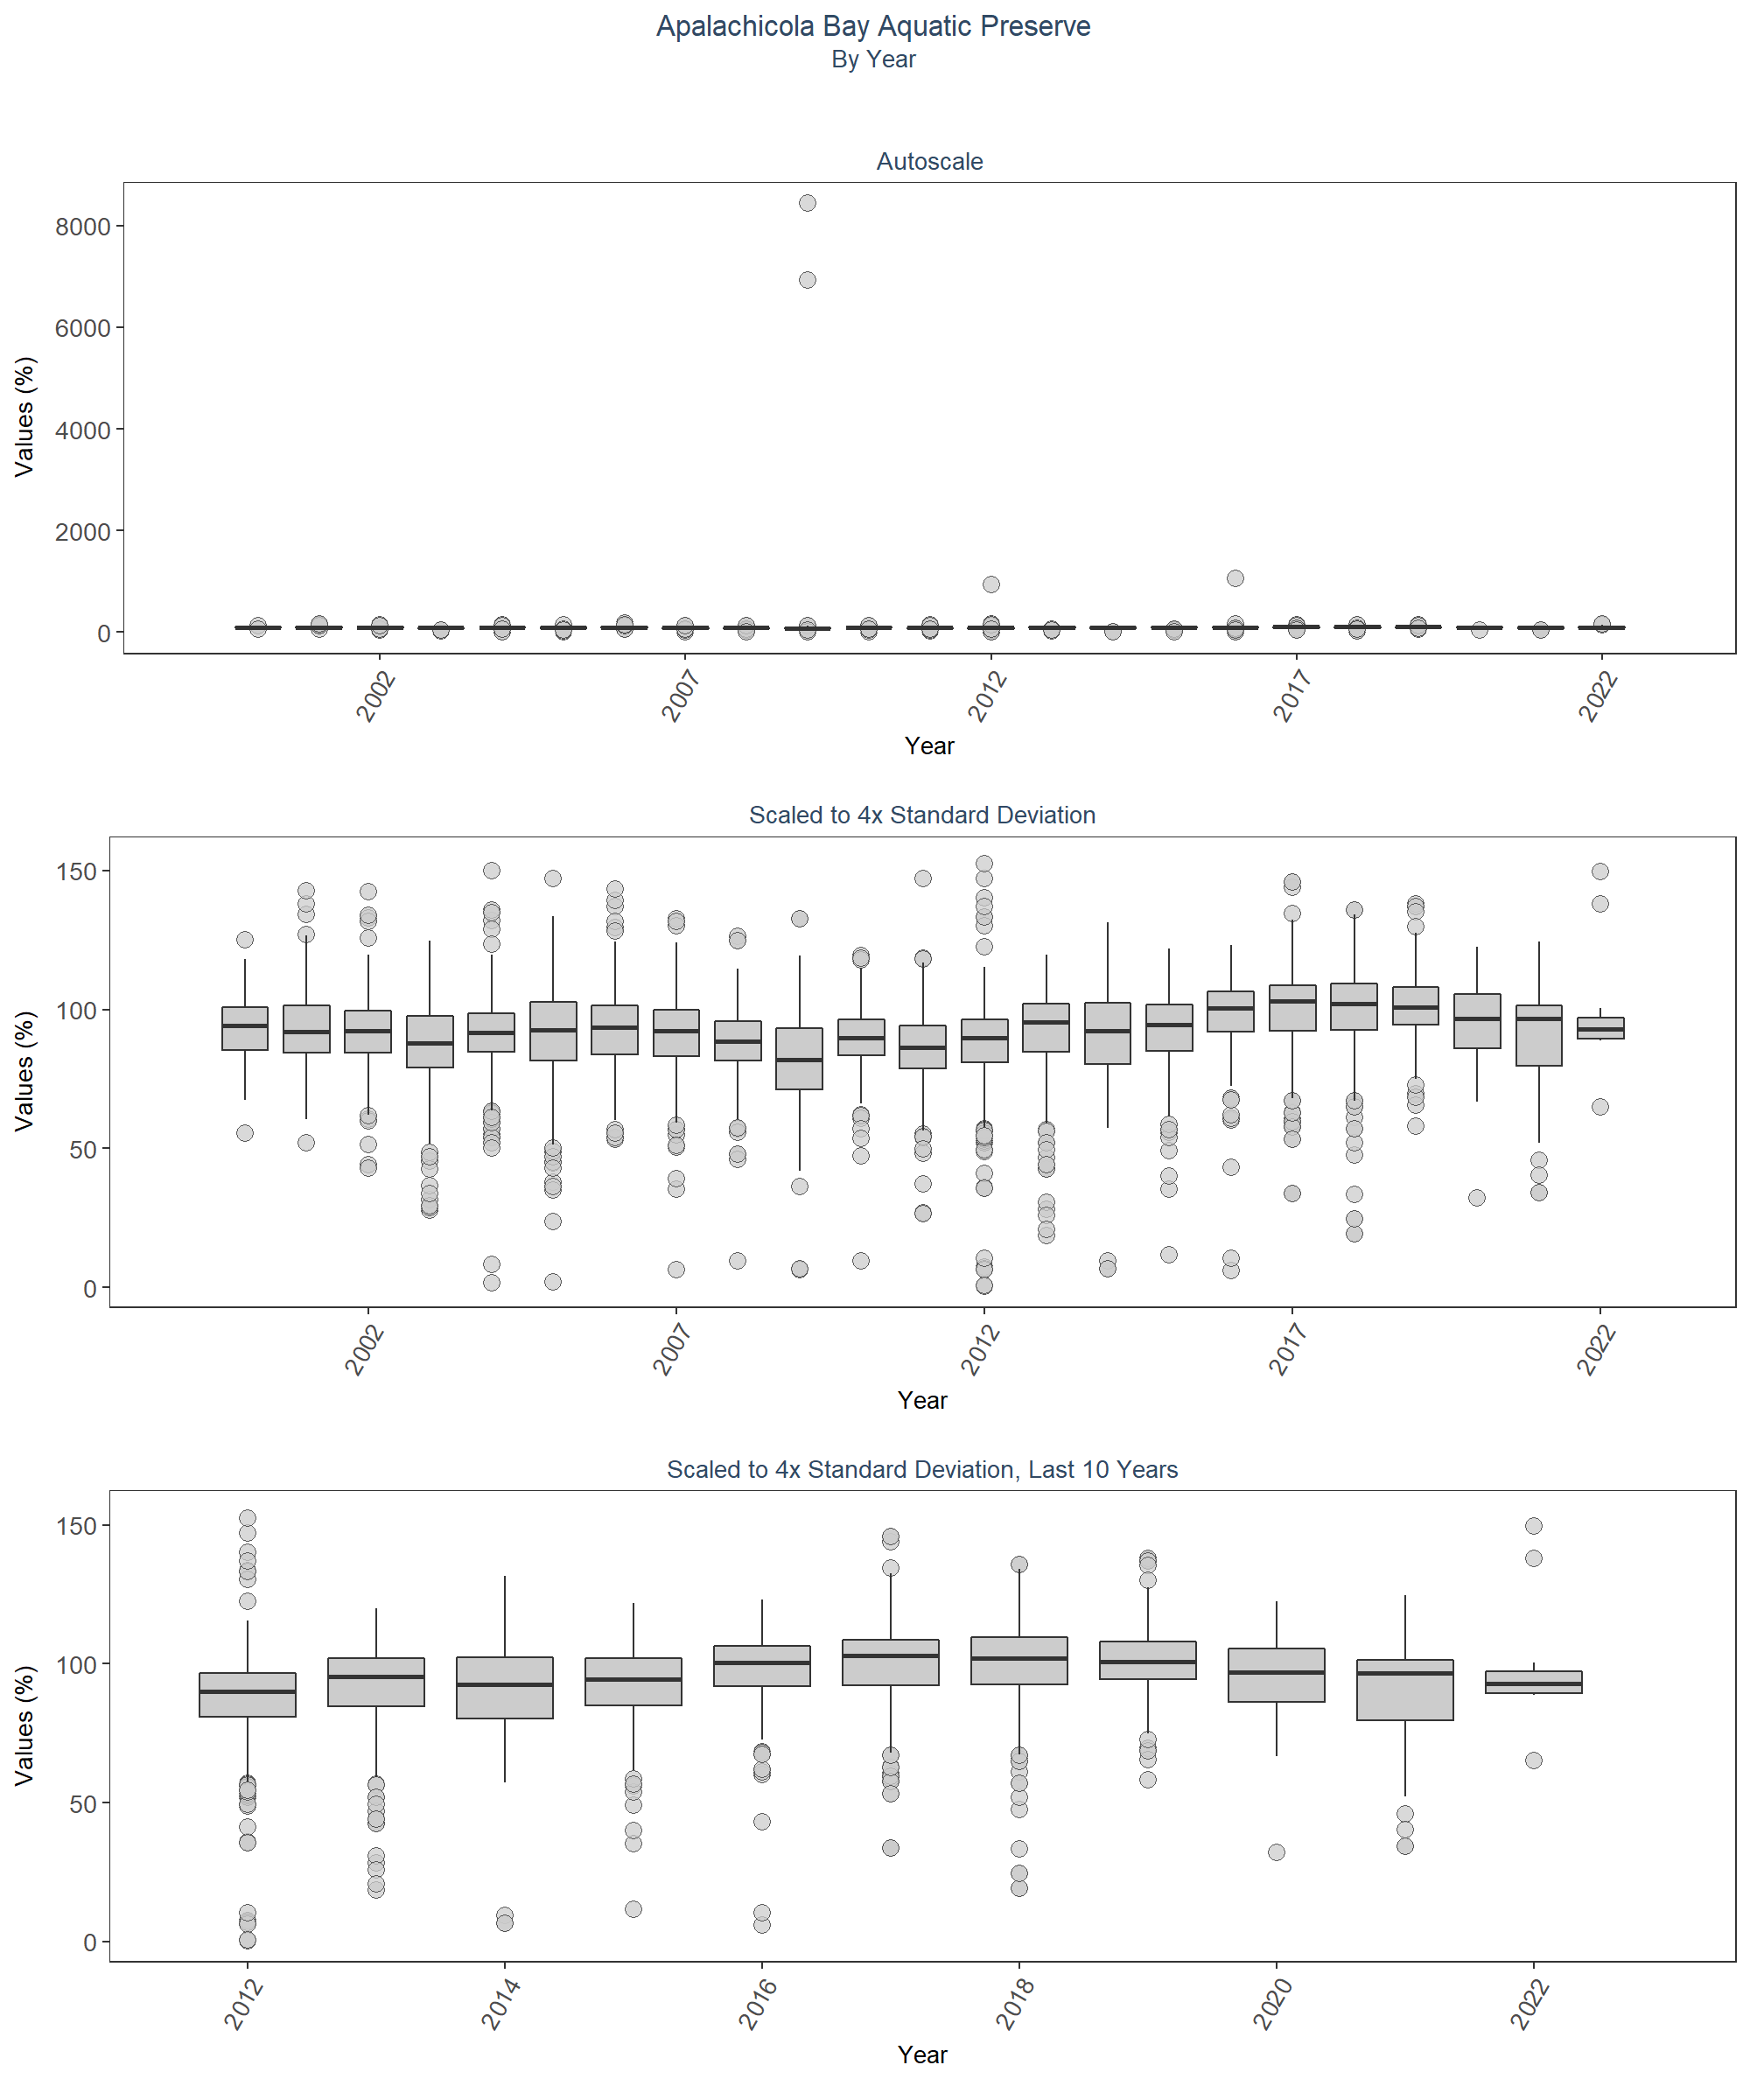 Apalachicola Bay Aquatic Preserve
By Year
Autoscale
Values (%)
8000
6000
4000
2000
0
2002
2007
2012
2017
2022
Year
Scaled to 4x Standard Deviation
Values (%)
150
100
50
0
2002
2007
2012
2017
2022
Year
Scaled to 4x Standard Deviation, Last 10 Years
Values (%)
150
100
50
0
2012
2014
2016
2018
2020
2022
Year